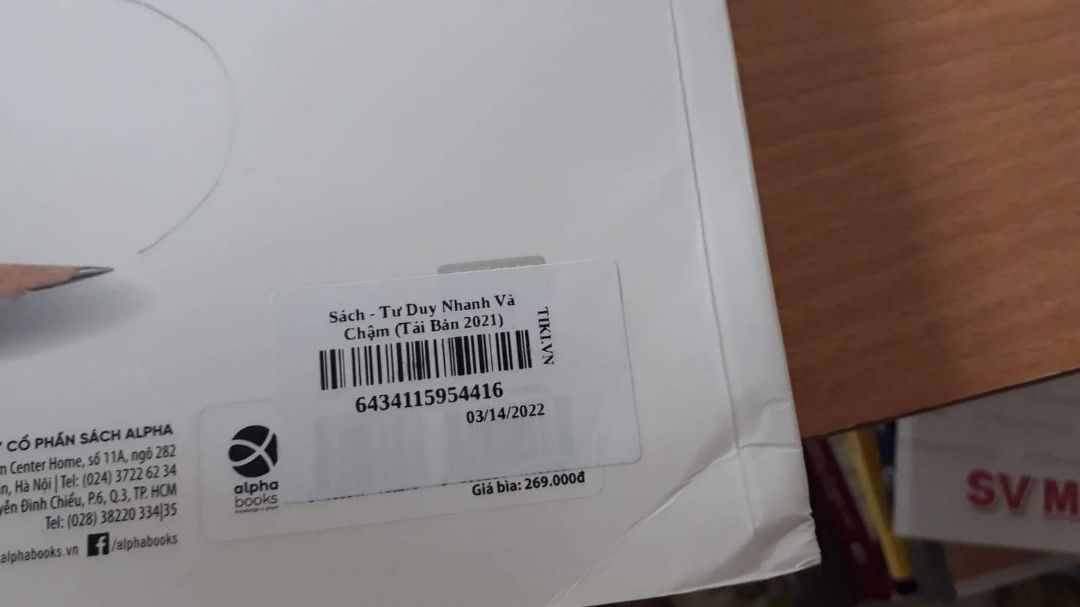 Sách - Tư Duy Nhanh Và
Chậm (Tái Bản 2021)
TIKI.VN
6434115954416
03/14/2022
Giá bìa: 269.000đ
alpha
books
CỔ PHẦN SÁCH ALPHA
Center Home, số 11A, ngõ 282
Hà Nội | Tel: (024) 3722 62 34
Đình Chiểu, P.6, Q.3, TP. HCM
Tel: (028) 38220 334|35
alphabooks.vn f/alphabooks
SV M